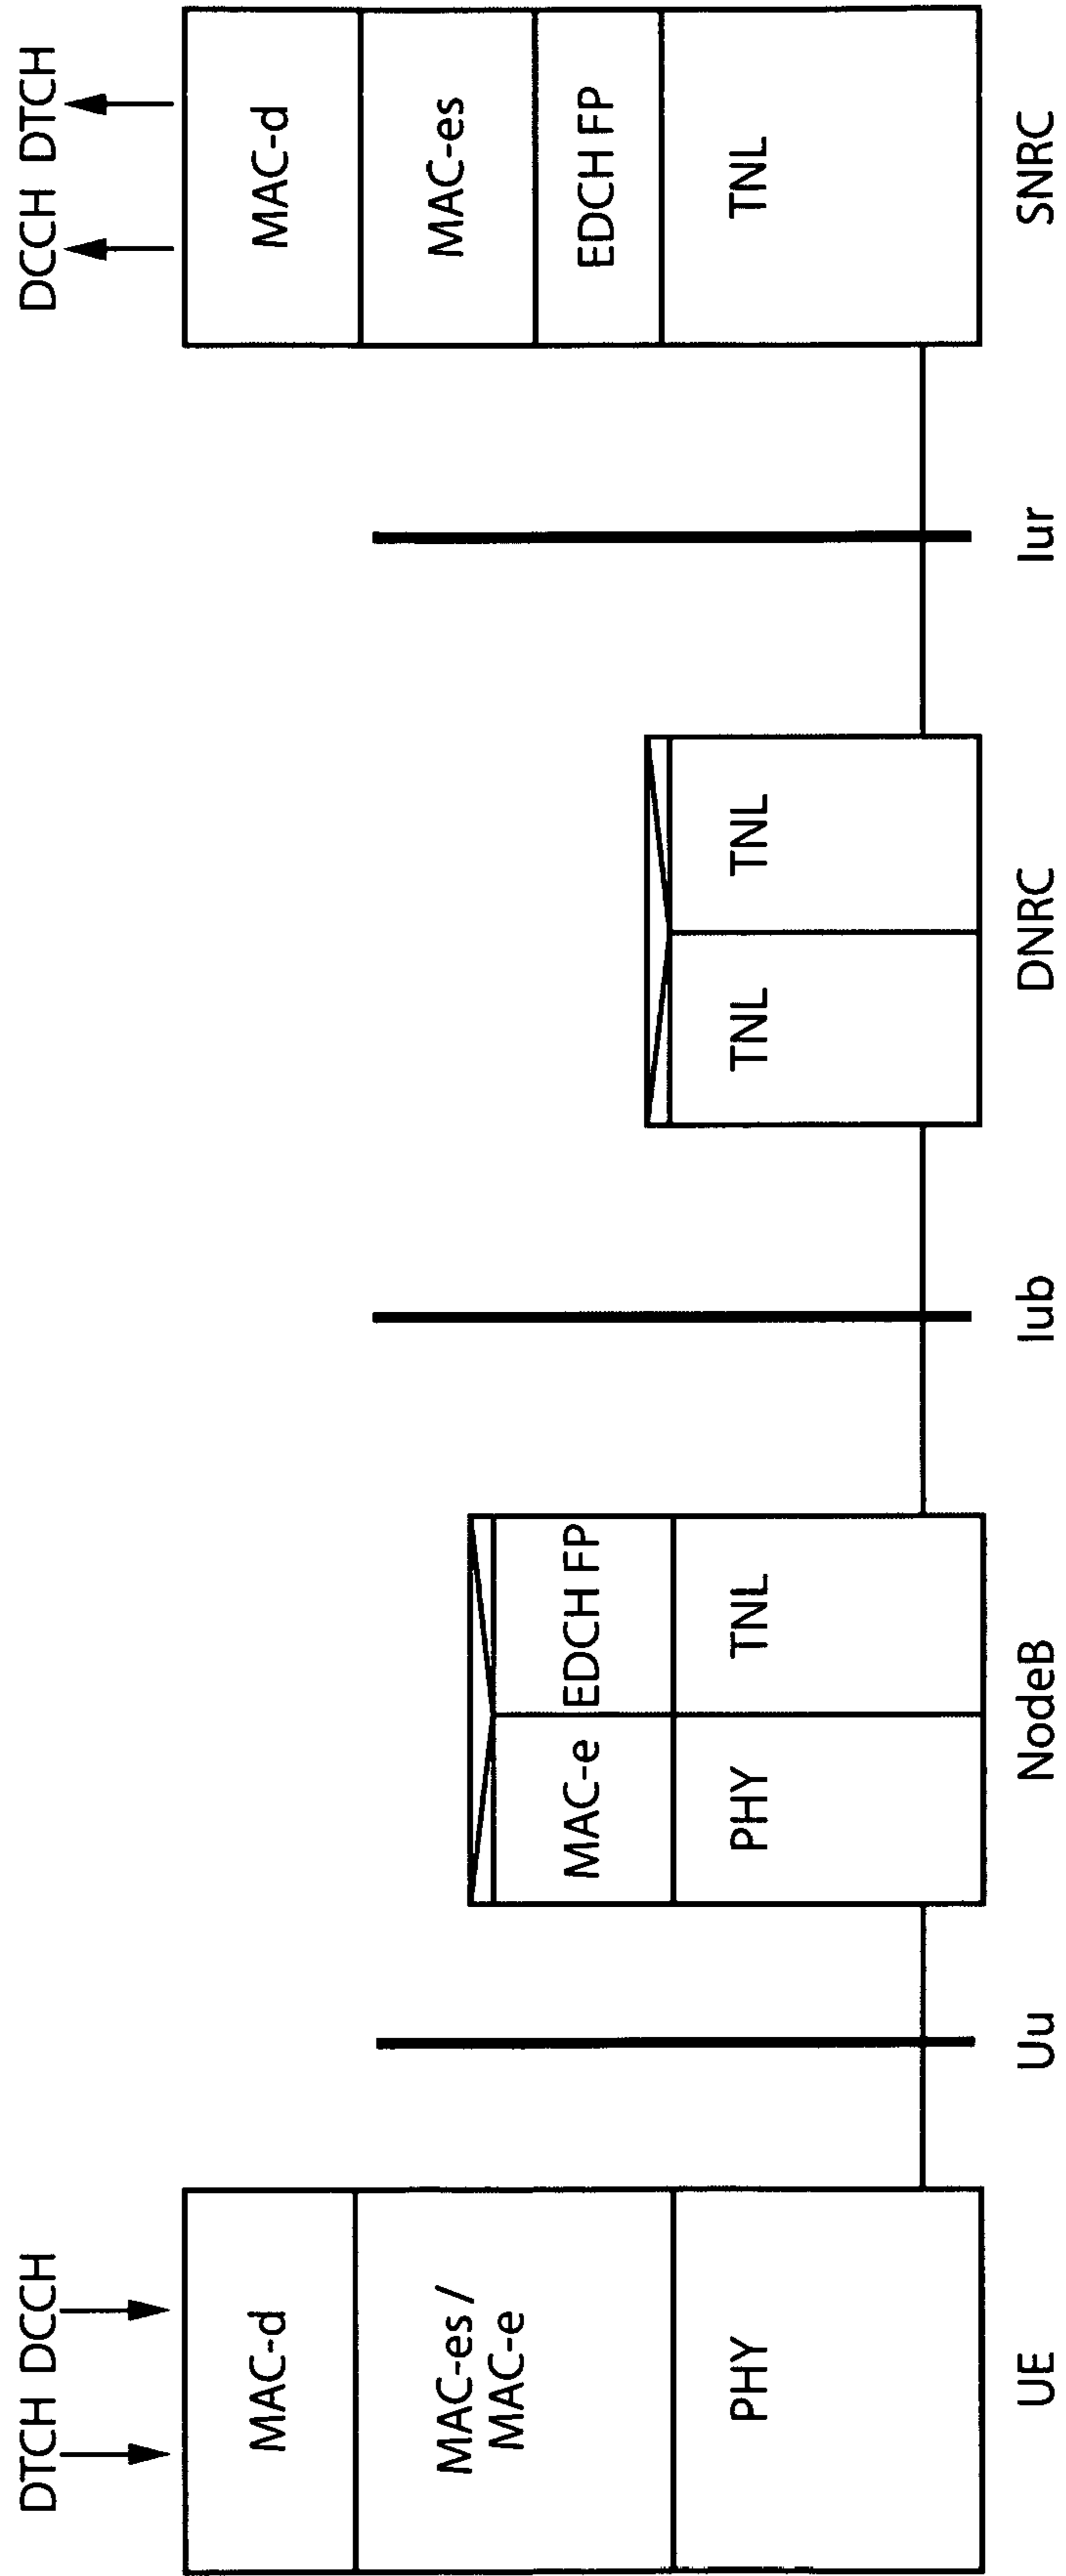 DTCH DCCH
MAC-d
MAC-es /
MAC-e
PHY
UE
Uu
MAC-e
EDCH FP
PHY
TNL
NodeB
Iub
TNL
TNL
DNRC
Iur
DCCH DTCH
MAC-d
MAC-es
EDCH FP
TNL
SNRC